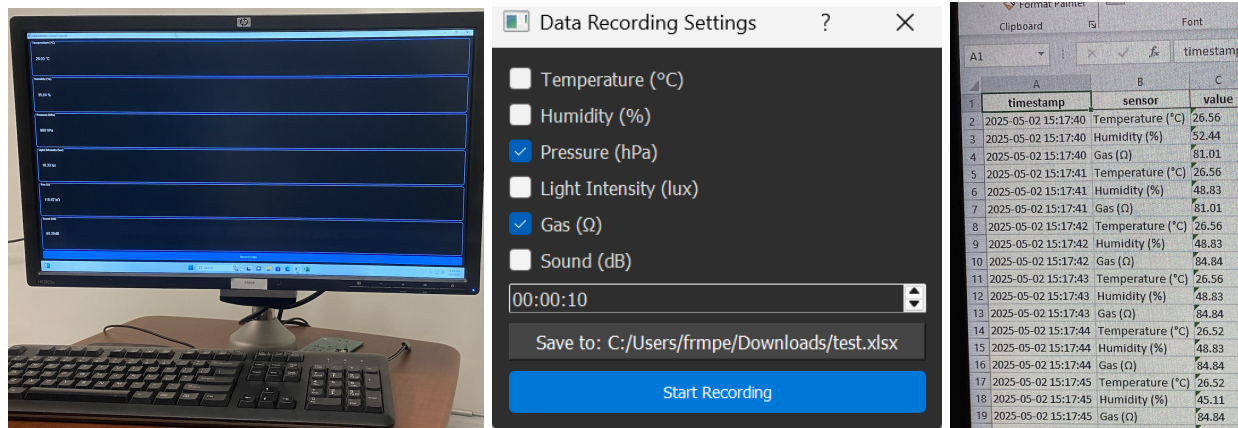 hp
Temperature (°C)
Humidity (%)
Pressure (hPa)
Light Intensity (lux)
Data Recording Settings ? ×
Temperature (°C)
Humidity (%)
Pressure (hPa)
Light Intensity (lux)
Gas (Ω)
Sound (dB)
00:00:10
Save to: C:/Users/frmpe/Downloads/test.xlsx
Start Recording
Format Painter
Clipboard Font
A1 fx timestamp
A B C
1 timestamp sensor value
2 2025-05-02 15:17:40 Temperature (°C) 26.56
3 2025-05-02 15:17:40 Humidity (%) 52.44
4 2025-05-02 15:17:40 Gas (Ω) 81.01
5 2025-05-02 15:17:41 Temperature (°C) 26.56
6 2025-05-02 15:17:41 Humidity (%) 48.83
7 2025-05-02 15:17:41 Gas (Ω) 81.01
8 2025-05-02 15:17:42 Temperature (°C) 26.56
9 2025-05-02 15:17:42 Humidity (%) 48.83
10 2025-05-02 15:17:42 Gas (Ω) 84.84
11 2025-05-02 15:17:43 Temperature (°C) 26.56
12 2025-05-02 15:17:43 Humidity (%) 48.83
13 2025-05-02 15:17:43 Gas (Ω) 84.84
14 2025-05-02 15:17:44 Temperature (°C) 26.52
15 2025-05-02 15:17:44 Humidity (%) 48.83
16 2025-05-02 15:17:44 Gas (Ω) 84.84
17 2025-05-02 15:17:45 Temperature (°C) 26.52
18 2025-05-02 15:17:45 Humidity (%) 45.11
19 2025-05-02 15:17:45 Gas (Ω) 84.84